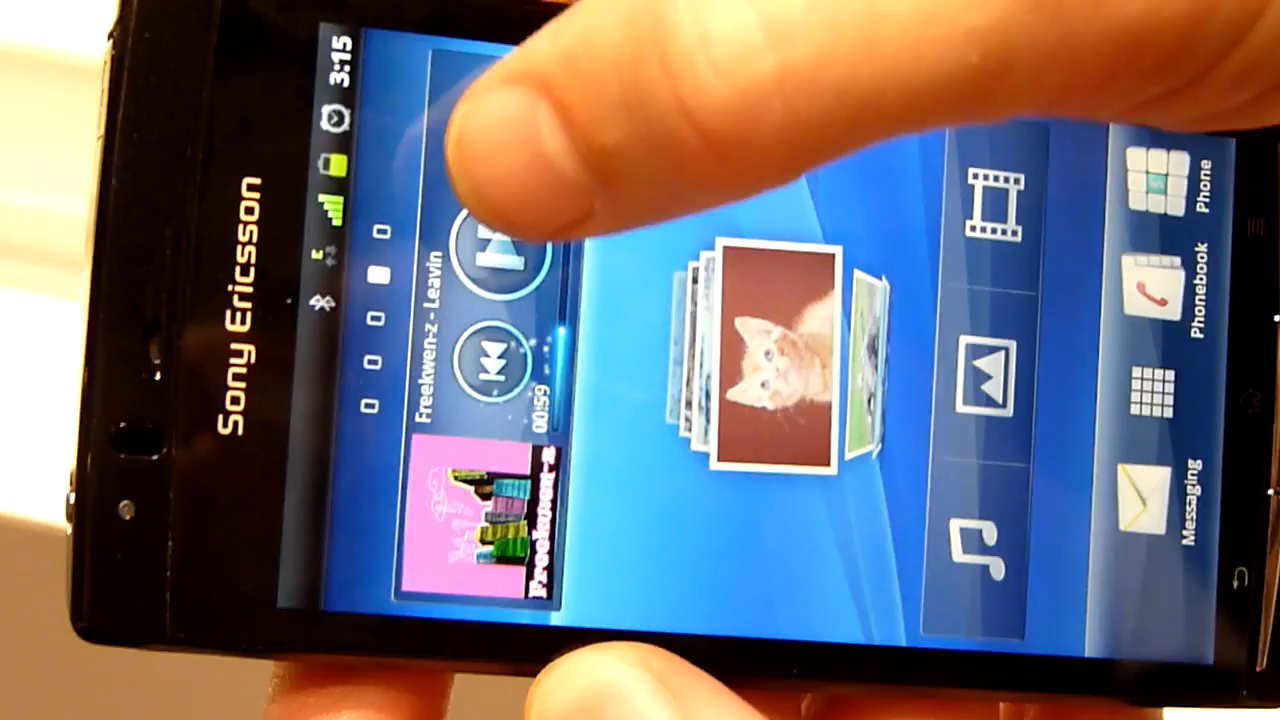 Sony Ericsson
3:15
Freekwen-z - Leavin
00:59
Freekwen-z
Messaging
Phonebook
Phone